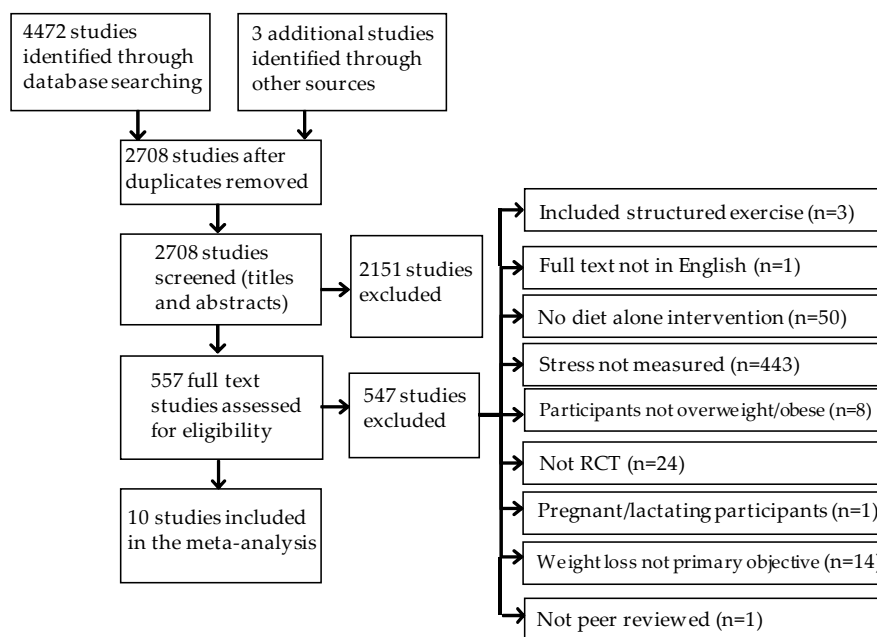 4472 studies
identified through
database searching
3 additional studies
identified through
other sources
2708 studies after
duplicates removed
2708 studies
screened (titles
and abstracts)
2151 studies
excluded
557 full text
studies assessed
for eligibility
547 studies
excluded
10 studies included
in the meta-analysis
Included structured exercise (n=3)
Full text not in English (n=1)
No diet alone intervention (n=50)
Stress not measured (n=443)
Participants not overweight/obese (n=8)
Not RCT (n=24)
Pregnant/lactating participants (n=1)
Weight loss not primary objective (n=14)
Not peer reviewed (n=1)